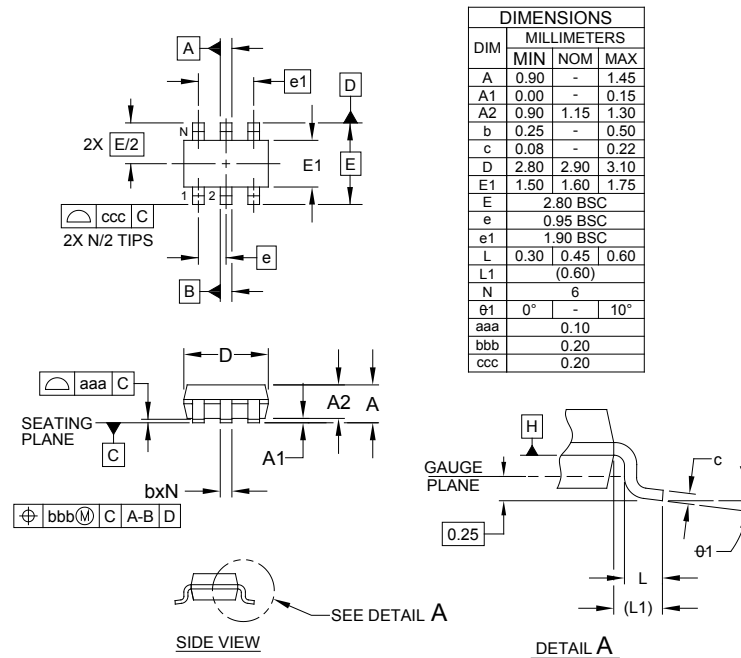 A
e1
D
N
2X E/2
E1
E
1 2
ccc C
2X N/2 TIPS
e
B
DIMENSIONS
DIM MILLIMETERS
MIN NOM MAX
A 0.90 - 1.45
A1 0.00 - 0.15
A2 0.90 1.15 1.30
b 0.25 - 0.50
c 0.08 - 0.22
D 2.80 2.90 3.10
E1 1.50 1.60 1.75
E 2.80 BSC
e 0.95 BSC
e1 1.90 BSC
L 0.30 0.45 0.60
L1 (0.60)
N 6
θ1 0° - 10°
aaa 0.10
bbb 0.20
ccc 0.20
D
aaa C
A2 A
SEATING
PLANE
C
A1
bxN
⌖ bbbⓂ C A-B D
SEE DETAIL A
SIDE VIEW
H
GAUGE
PLANE
c
0.25
θ1
L
(L1)
DETAIL A